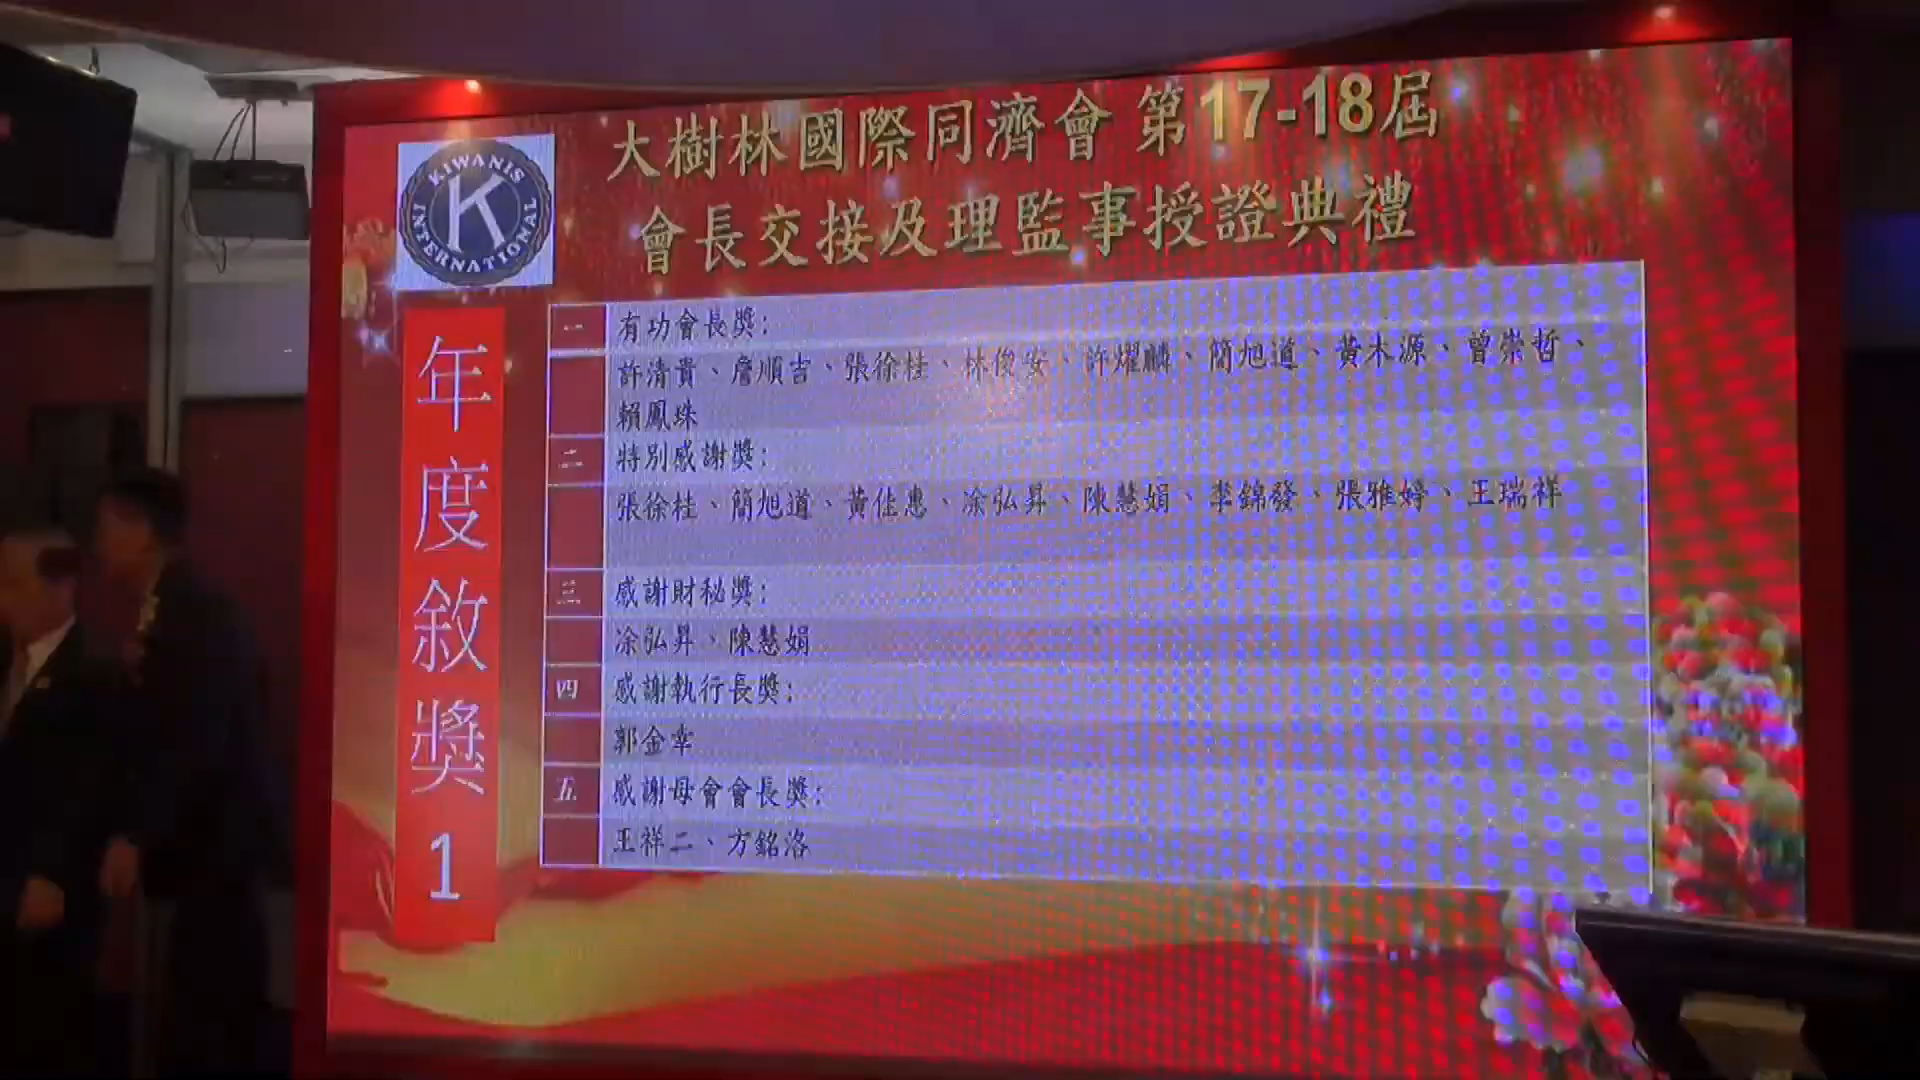 大樹林國際同濟會 第17-18屆
會長交接及理監事授證典禮
KIWANIS
K
INTERNATIONAL
年度敘獎1
一 有功會長獎:
許清貴、詹順吉、張徐桂、林俊安、許燿麟、簡旭道、黃木源、曾崇哲、
賴鳳珠
二 特別感謝獎:
張徐桂、簡旭道、黃佳惠、凃弘昇、陳慧娟、李錦發、張雅婷、王瑞祥
三 感謝財秘獎:
凃弘昇、陳慧娟
四 感謝執行長獎:
郭金幸
五 感謝母會會長獎:
王祥二、方銘洛